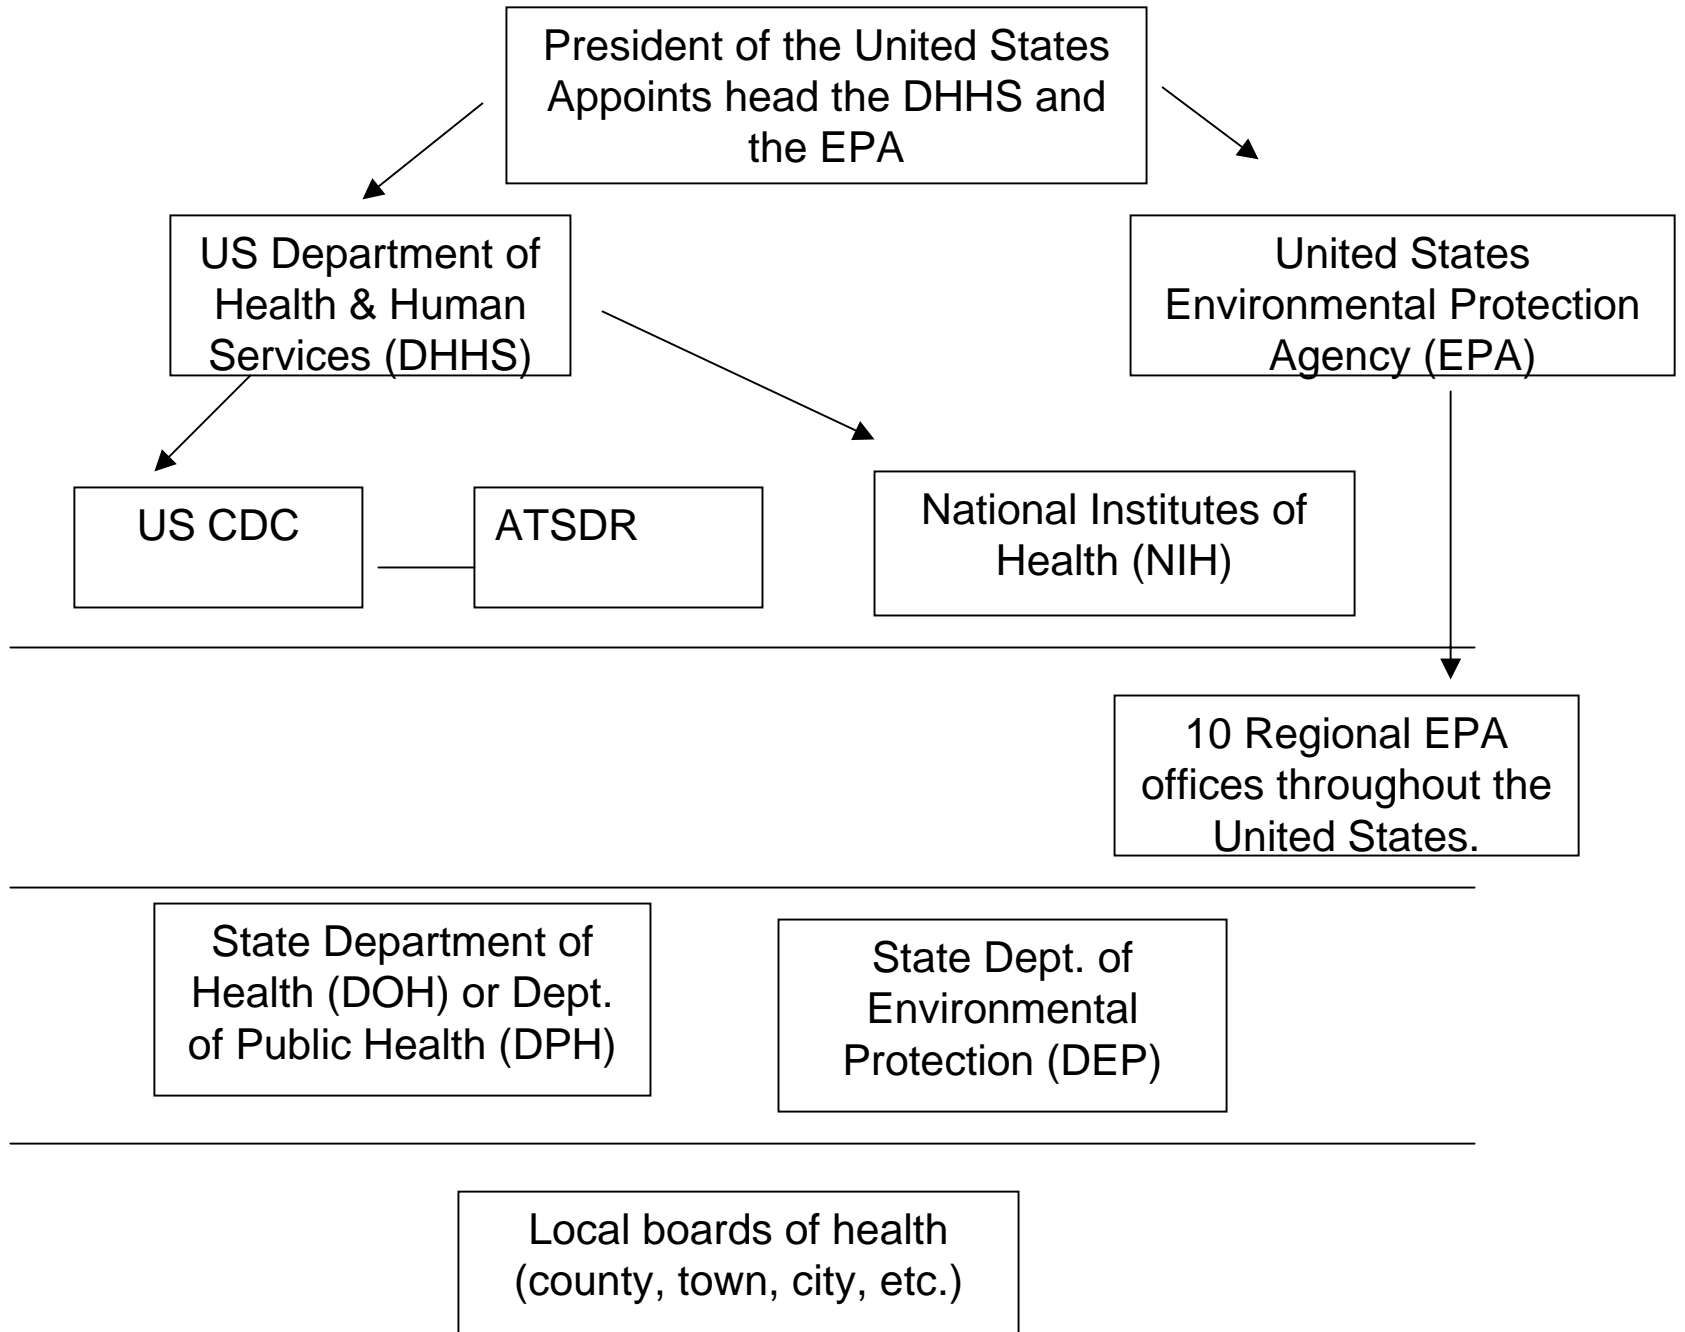 President of the United States
Appoints head the DHHS and
the EPA
US Department of
Health & Human
Services (DHHS)
United States
Environmental Protection
Agency (EPA)
US CDC
ATSDR
National Institutes of
Health (NIH)
10 Regional EPA
offices throughout the
United States.
State Department of
Health (DOH) or Dept.
of Public Health (DPH)
State Dept. of
Environmental
Protection (DEP)
Local boards of health
(county, town, city, etc.)